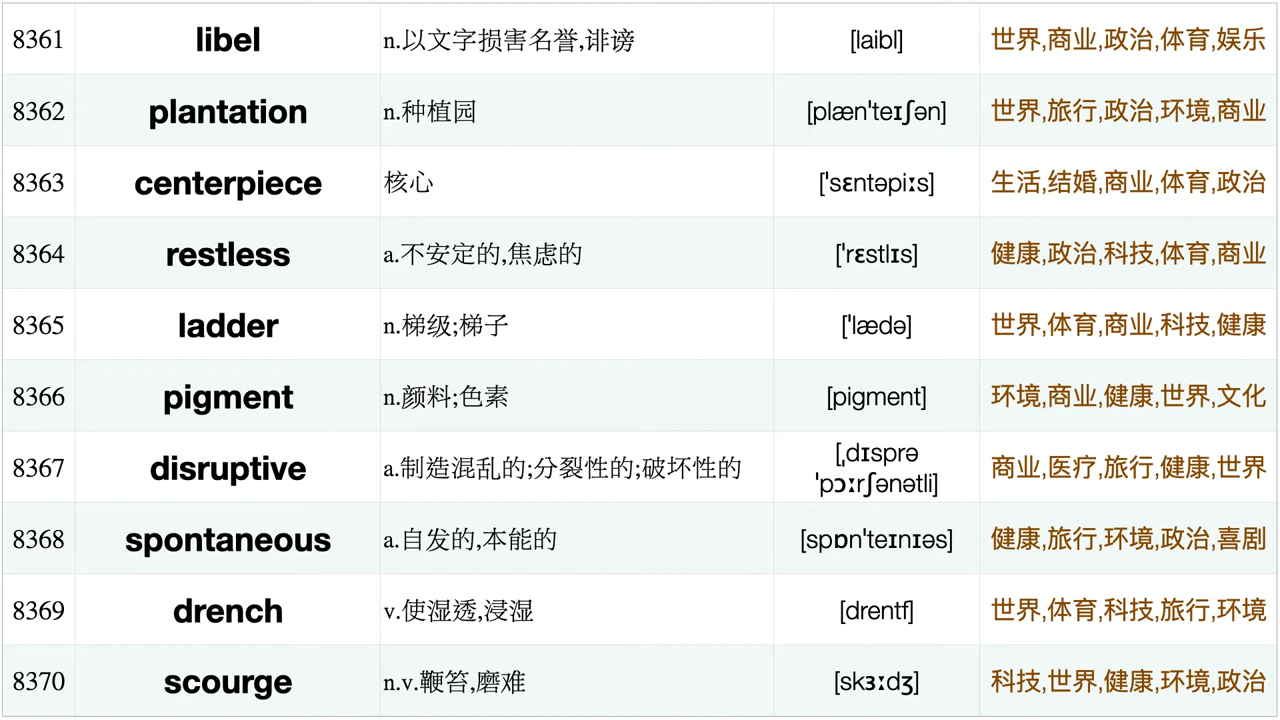 8361 libel n.以文字损害名誉,诽谤 [laibl] 世界,商业,政治,体育,娱乐
8362 plantation n.种植园 [plæn'teɪʃən] 世界,旅行,政治,环境,商业
8363 centerpiece 核心 ['sɛntəpiːs] 生活,结婚,商业,体育,政治
8364 restless a.不安定的,焦虑的 ['rɛstlɪs] 健康,政治,科技,体育,商业
8365 ladder n.梯级;梯子 ['lædə] 世界,体育,商业,科技,健康
8366 pigment n.颜料;色素 [pigment] 环境,商业,健康,世界,文化
8367 disruptive a.制造混乱的;分裂性的;破坏性的 [ˌdɪsprə 商业,医疗,旅行,健康,世界
'pɔːrʃənətli]
8368 spontaneous a.自发的,本能的 [spɒn'teɪnɪəs] 健康,旅行,环境,政治,喜剧
8369 drench v.使湿透,浸湿 [drentf] 世界,体育,科技,旅行,环境
8370 scourge n.v.鞭笞,磨难 [skɜːdʒ] 科技,世界,健康,环境,政治